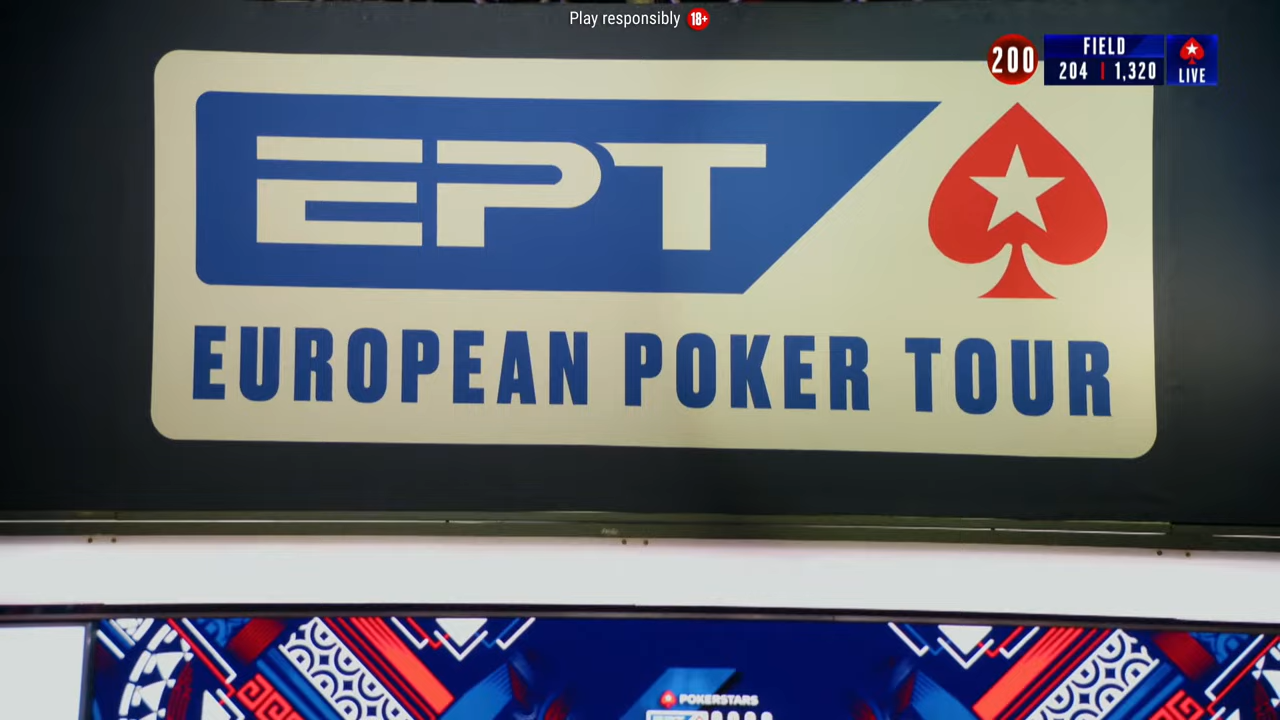 Play responsibly 18+
200
FIELD
204 | 1,320
LIVE
EPT
EUROPEAN POKER TOUR
POKERSTARS